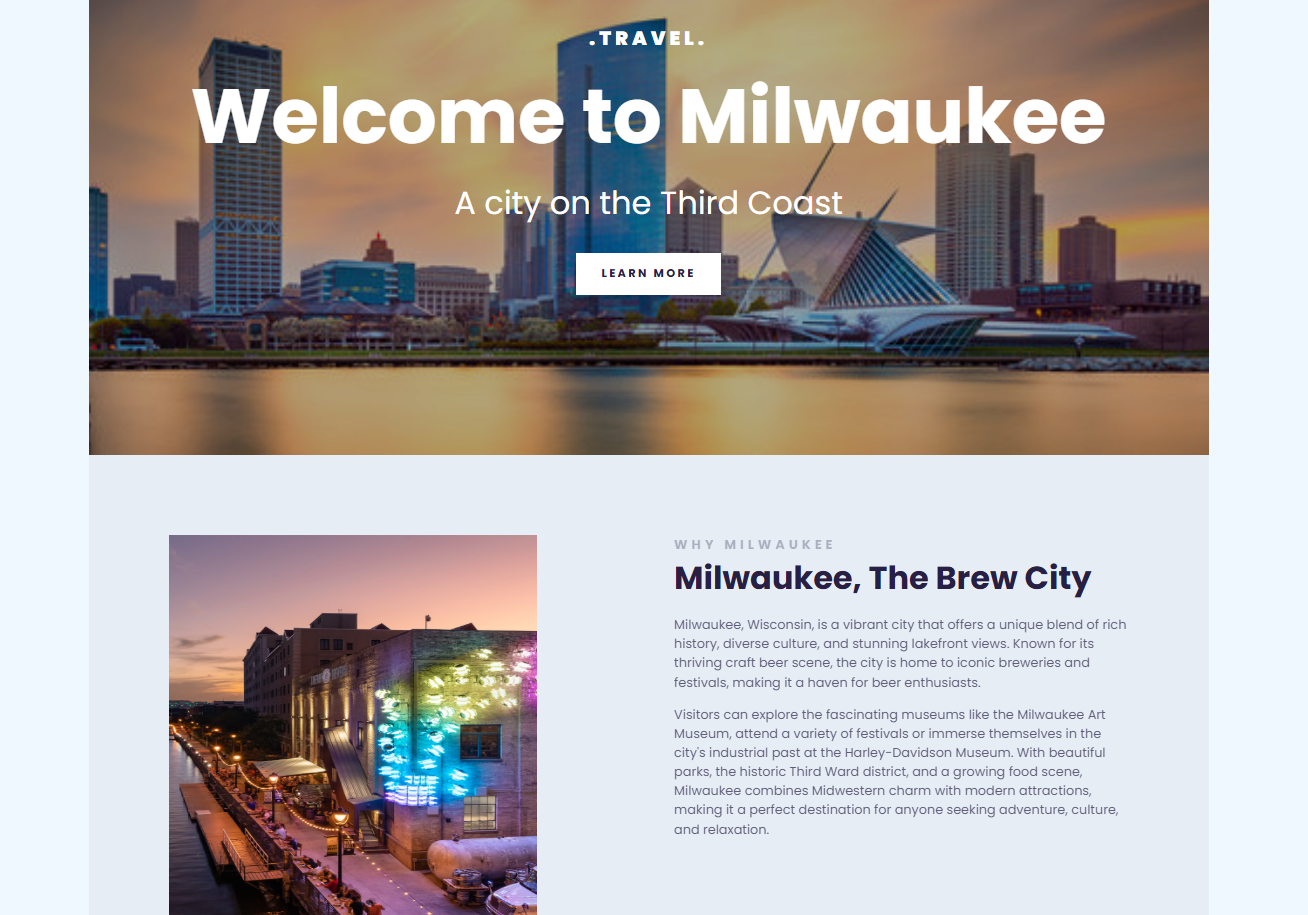 .TRAVEL.
Welcome to Milwaukee
A city on the Third Coast
LEARN MORE
WHY MILWAUKEE
Milwaukee, The Brew City
Milwaukee, Wisconsin, is a vibrant city that offers a unique blend of rich
history, diverse culture, and stunning lakefront views. Known for its
thriving craft beer scene, the city is home to iconic breweries and
festivals, making it a haven for beer enthusiasts.
Visitors can explore the fascinating museums like the Milwaukee Art
Museum, attend a variety of festivals or immerse themselves in the
city's industrial past at the Harley-Davidson Museum. With beautiful
parks, the historic Third Ward district, and a growing food scene,
Milwaukee combines Midwestern charm with modern attractions,
making it a perfect destination for anyone seeking adventure, culture,
and relaxation.